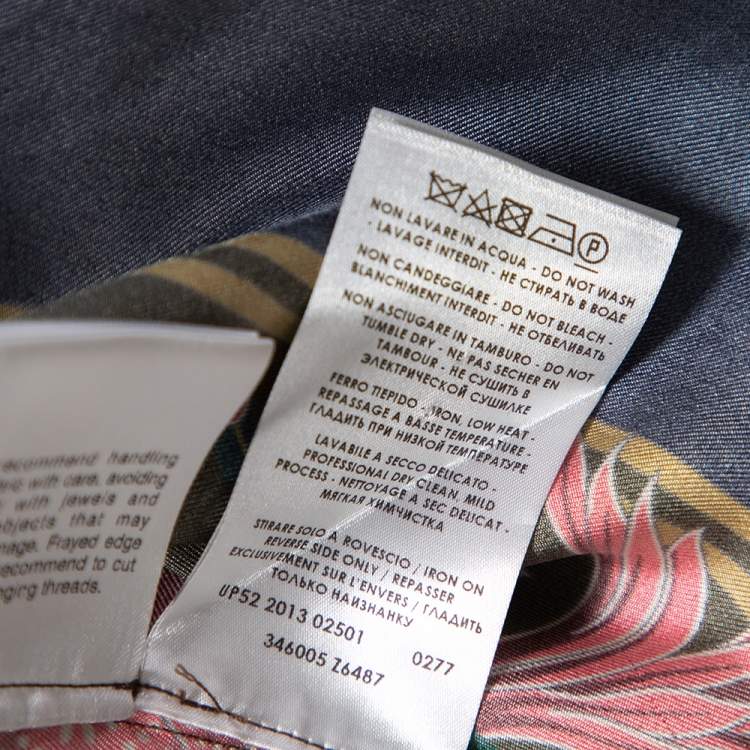 NON LAVARE IN ACQUA - DO NOT WASH
- LAVAGE INTERDIT - НЕ СТИРАТЬ В ВОДЕ
NON CANDEGGIARE - DO NOT BLEACH -
BLANCHIMENT INTERDIT - НЕ ОТБЕЛИВАТЬ
NON ASCIUGARE IN TAMBURO - DO NOT
TUMBLE DRY - NE PAS SECHER EN
TAMBOUR - НЕ СУШИТЬ В
ЭЛЕКТРИЧЕСКОЙ СУШИЛКЕ
FERRO TIEPIDO - IRON, LOW HEAT -
REPASSAGE A BASSE TEMPERATURE -
ГЛАДИТЬ ПРИ НИЗКОЙ ТЕМПЕРАТУРЕ
LAVABILE A SECCO DELICATO -
PROFESSIONAL DRY CLEAN, MILD
PROCESS - NETTOYAGE A SEC DELICAT -
МЯГКАЯ ХИМЧИСТКА
STIRARE SOLO A ROVESCIO / IRON ON
REVERSE SIDE ONLY / REPASSER
EXCLUSIVEMENT SUR L'ENVERS / ГЛАДИТЬ
ТОЛЬКО НАИЗНАНКУ
UP52 2013 02501 0277
346005 Z6487
recommend handling
with care, avoiding
with jewels and
objects that may
Frayed edge
recommend to cut
threads.